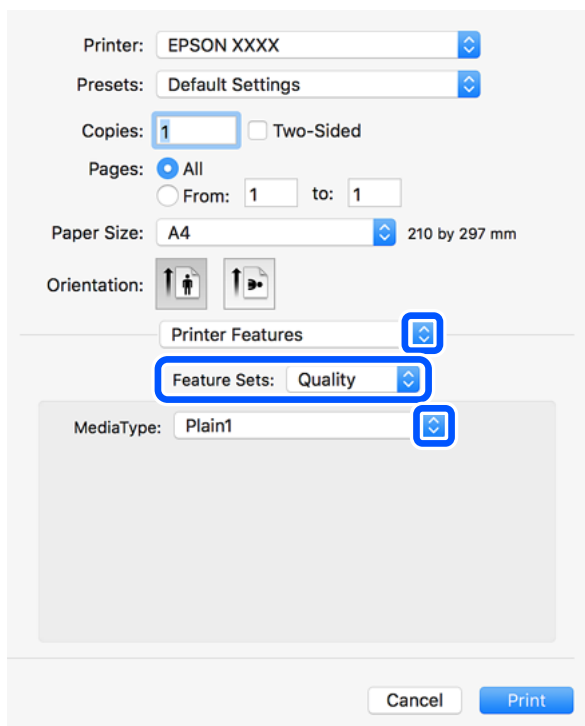 Printer: EPSON XXXX
Presets: Default Settings
Copies: 1 Two-Sided
Pages: All
From: 1 to: 1
Paper Size: A4 210 by 297 mm
Orientation:
Printer Features
Feature Sets: Quality
MediaType: Plain1
Cancel Print